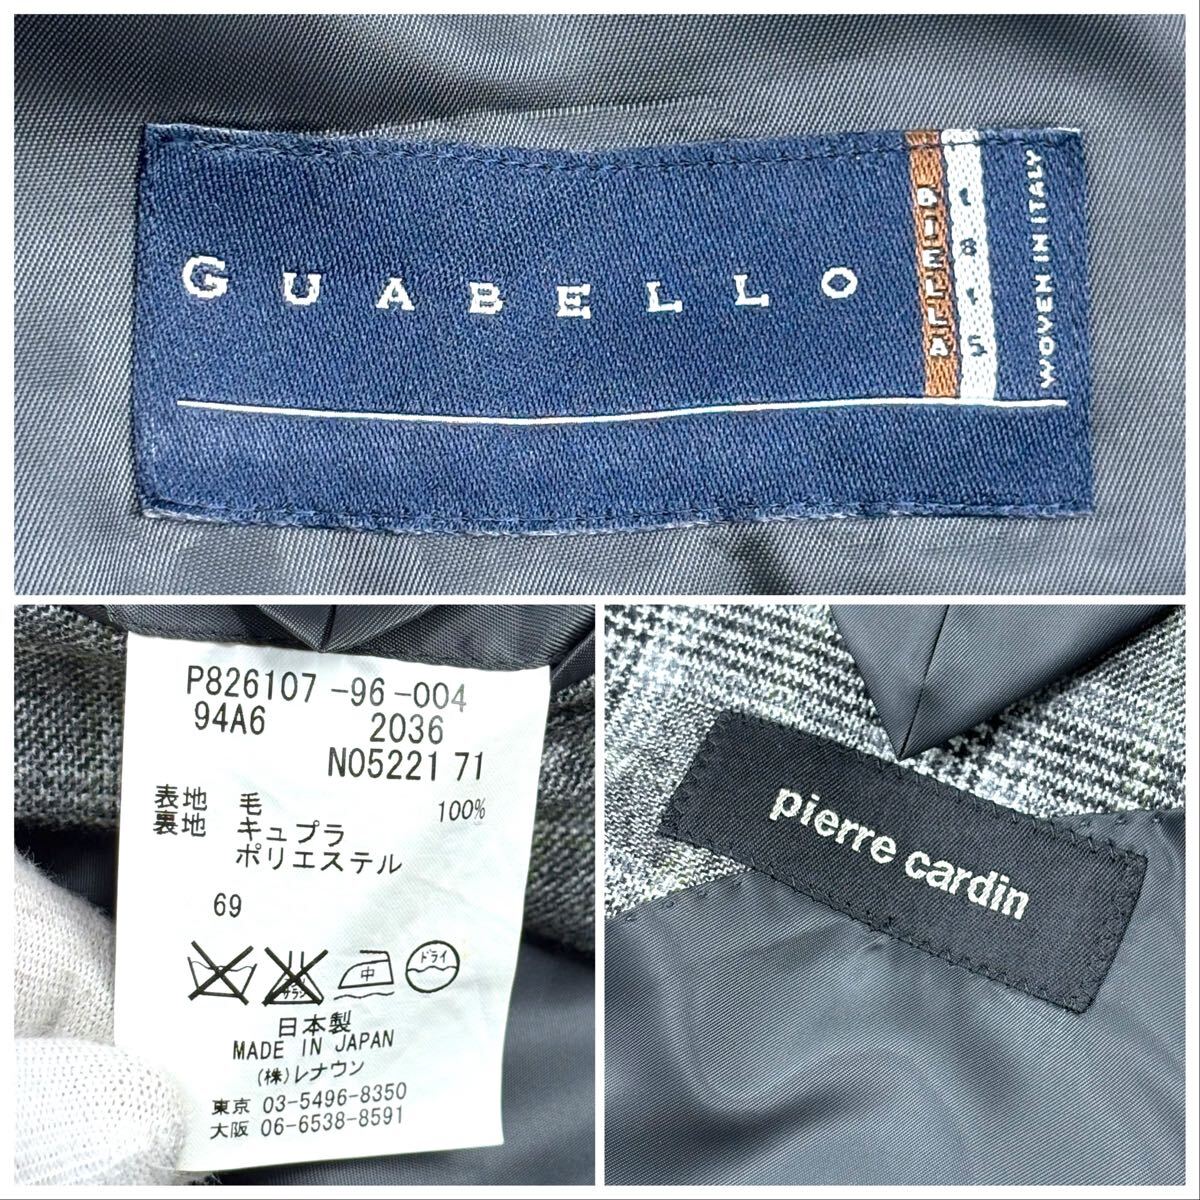 GUABELLO
BIELLA
1815
WOVEN IN ITALY
P826107-96-004
94A6 2036
N05221 71
表地 毛 100%
裏地 キュプラ
ポリエステル
69
中
ドライ
日本製
MADE IN JAPAN
(株)レナウン
東京 03-5496-8350
大阪 06-6538-8591
pierre cardin